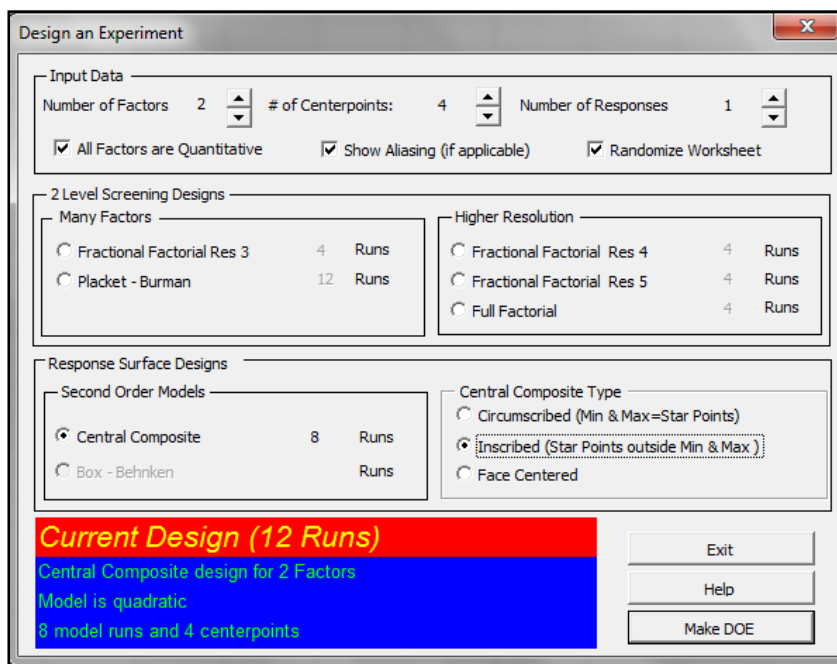 Design an Experiment
Input Data
Number of Factors 2 # of Centerpoints: 4 Number of Responses 1
All Factors are Quantitative Show Aliasing (if applicable) Randomize Worksheet
2 Level Screening Designs
Many Factors
Fractional Factorial Res 3 4 Runs
Placket - Burman 12 Runs
Higher Resolution
Fractional Factorial Res 4 4 Runs
Fractional Factorial Res 5 4 Runs
Full Factorial 4 Runs
Response Surface Designs
Second Order Models
Central Composite 8 Runs
Box - Behnken Runs
Central Composite Type
Circumscribed (Min & Max=Star Points)
Inscribed (Star Points outside Min & Max )
Face Centered
Current Design (12 Runs)
Central Composite design for 2 Factors
Model is quadratic
8 model runs and 4 centerpoints
Exit
Help
Make DOE